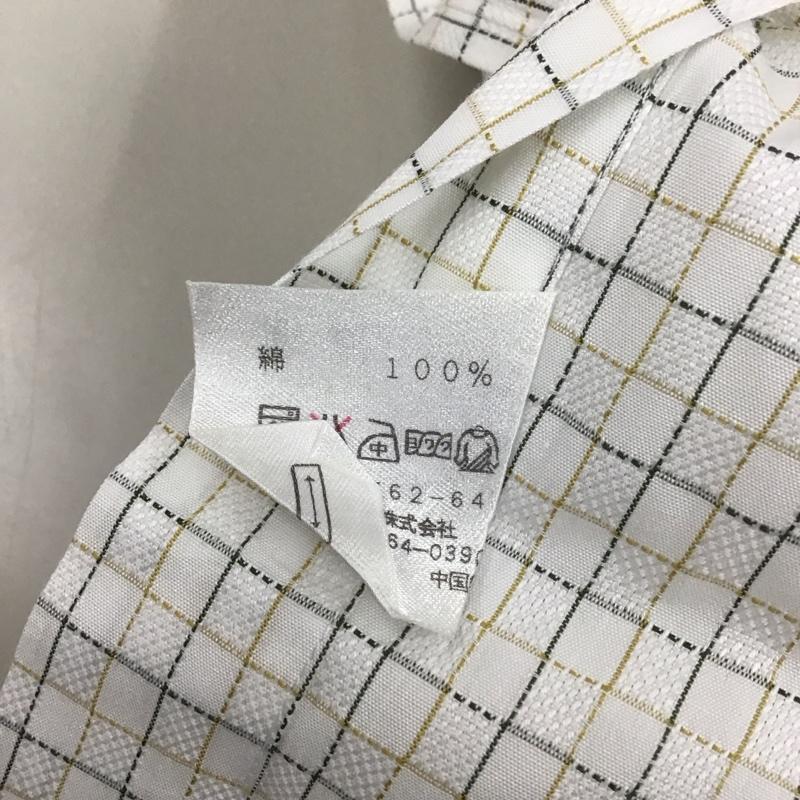 綿 100%
中
62-64
株式会社
64-039
中国